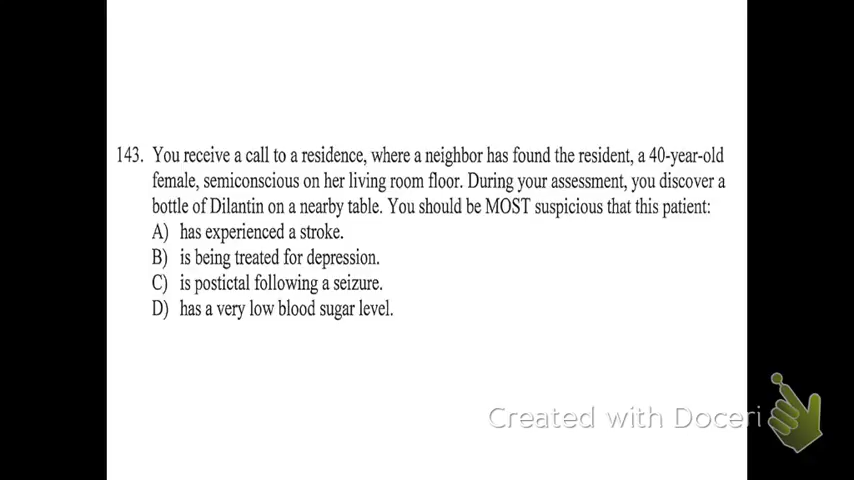 143. You receive a call to a residence, where a neighbor has found the resident, a 40-year-old
female, semiconscious on her living room floor. During your assessment, you discover a
bottle of Dilantin on a nearby table. You should be MOST suspicious that this patient:
A) has experienced a stroke.
B) is being treated for depression.
C) is postictal following a seizure.
D) has a very low blood sugar level.
Created with Doceri